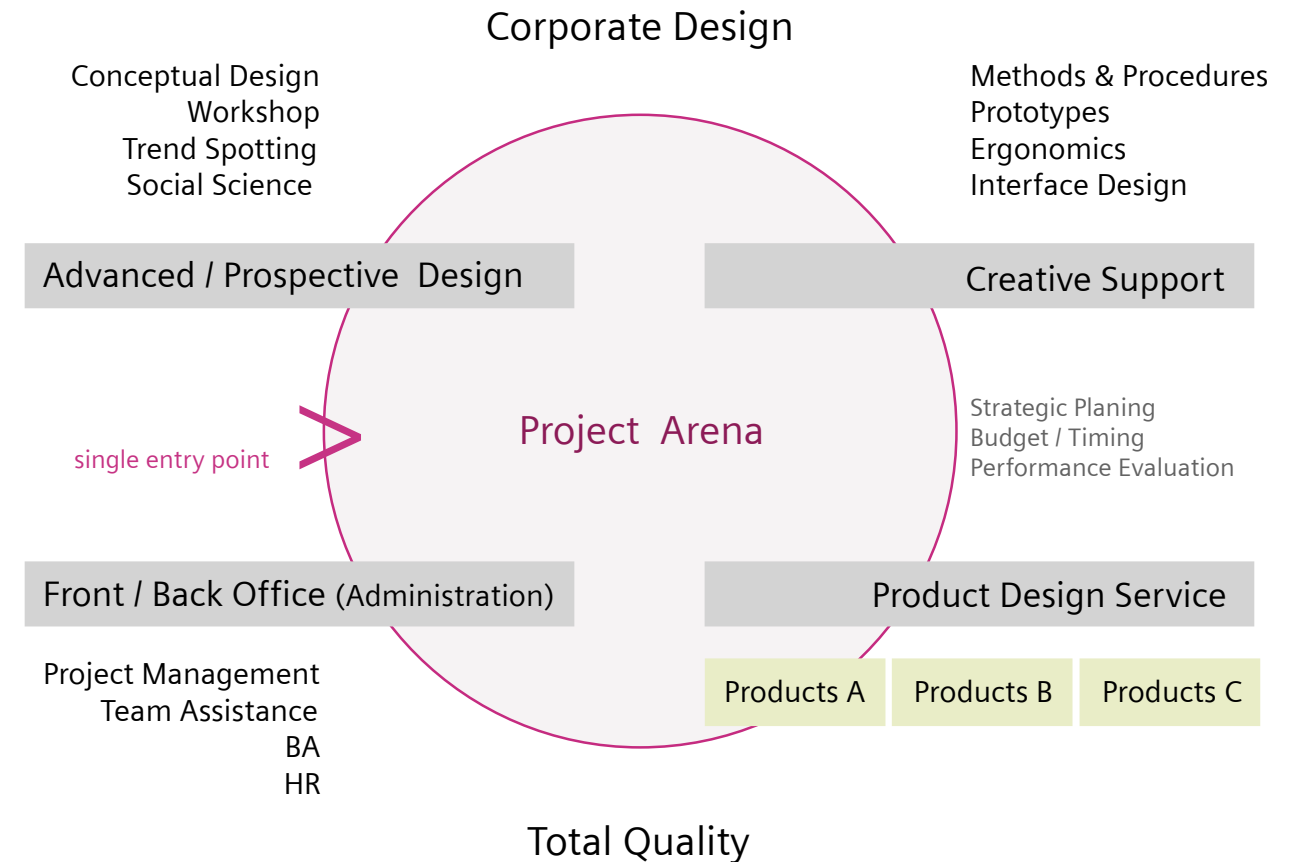 Corporate Design
Conceptual Design
Workshop
Trend Spotting
Social Science
Methods & Procedures
Prototypes
Ergonomics
Interface Design
Advanced / Prospective Design
Creative Support
single entry point
>
Project Arena
Strategic Planing
Budget / Timing
Performance Evaluation
Front / Back Office (Administration)
Product Design Service
Project Management
Team Assistance
BA
HR
Products A
Products B
Products C
Total Quality